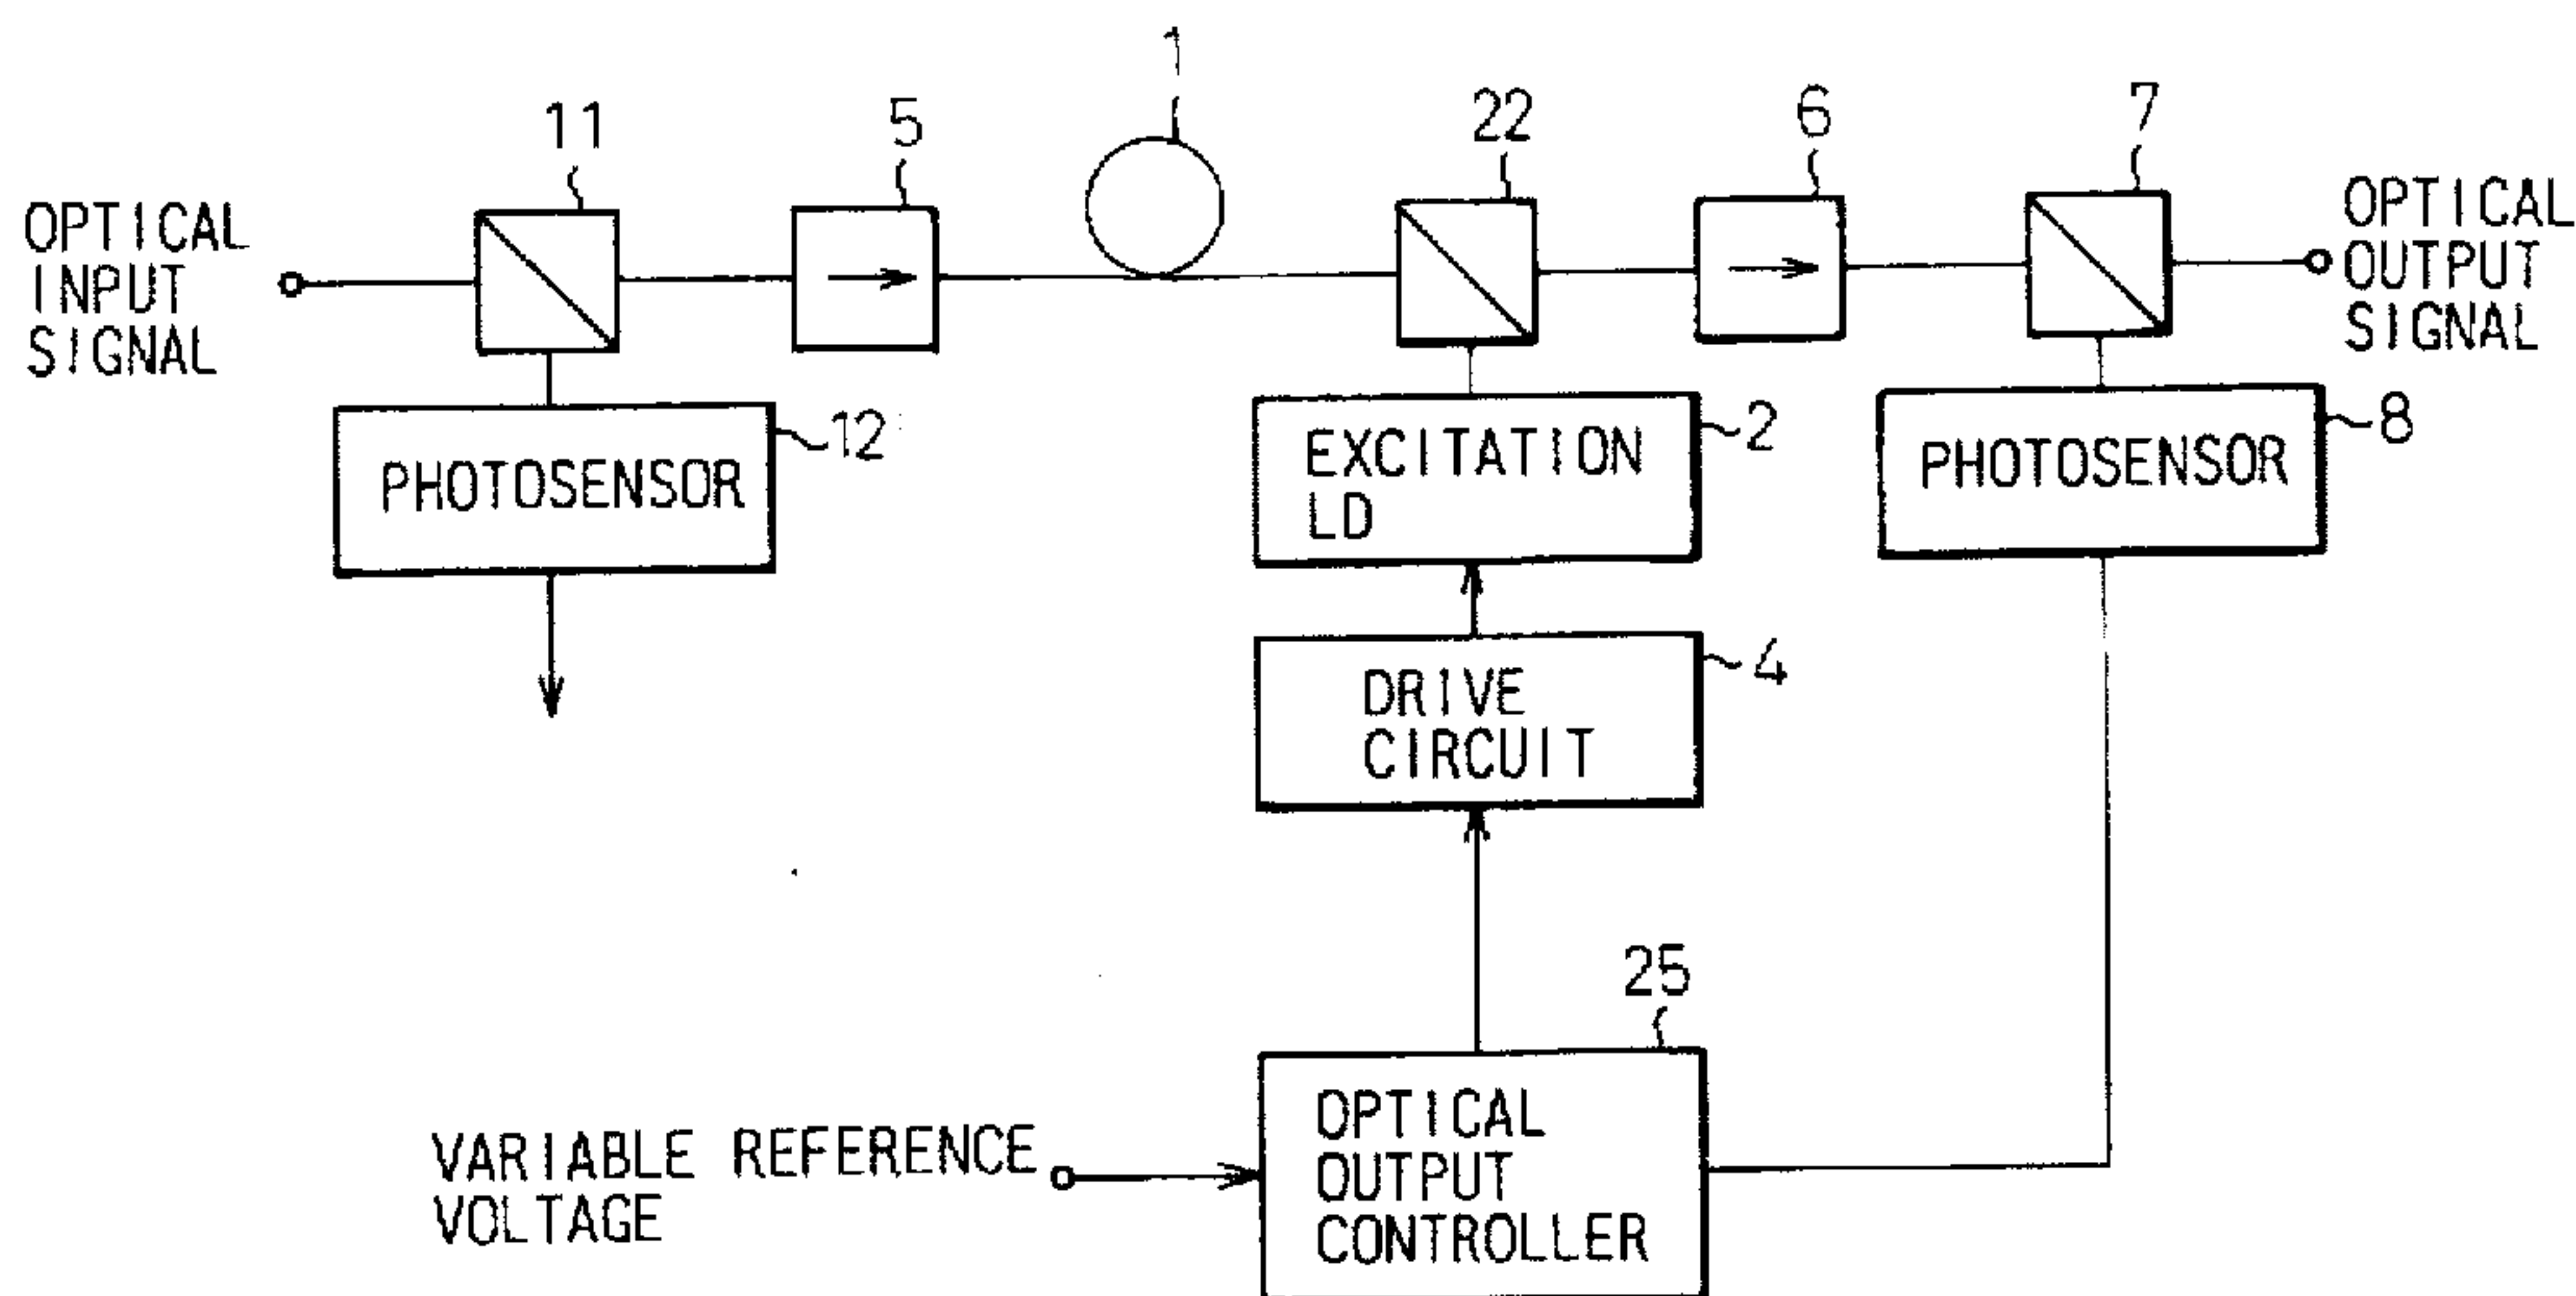 1
11
5
22
6
7
OPTICAL
INPUT
SIGNAL
OPTICAL
OUTPUT
SIGNAL
PHOTOSENSOR
12
EXCITATION
LD
2
PHOTOSENSOR
8
DRIVE
CIRCUIT
4
25
VARIABLE REFERENCE
VOLTAGE
OPTICAL
OUTPUT
CONTROLLER